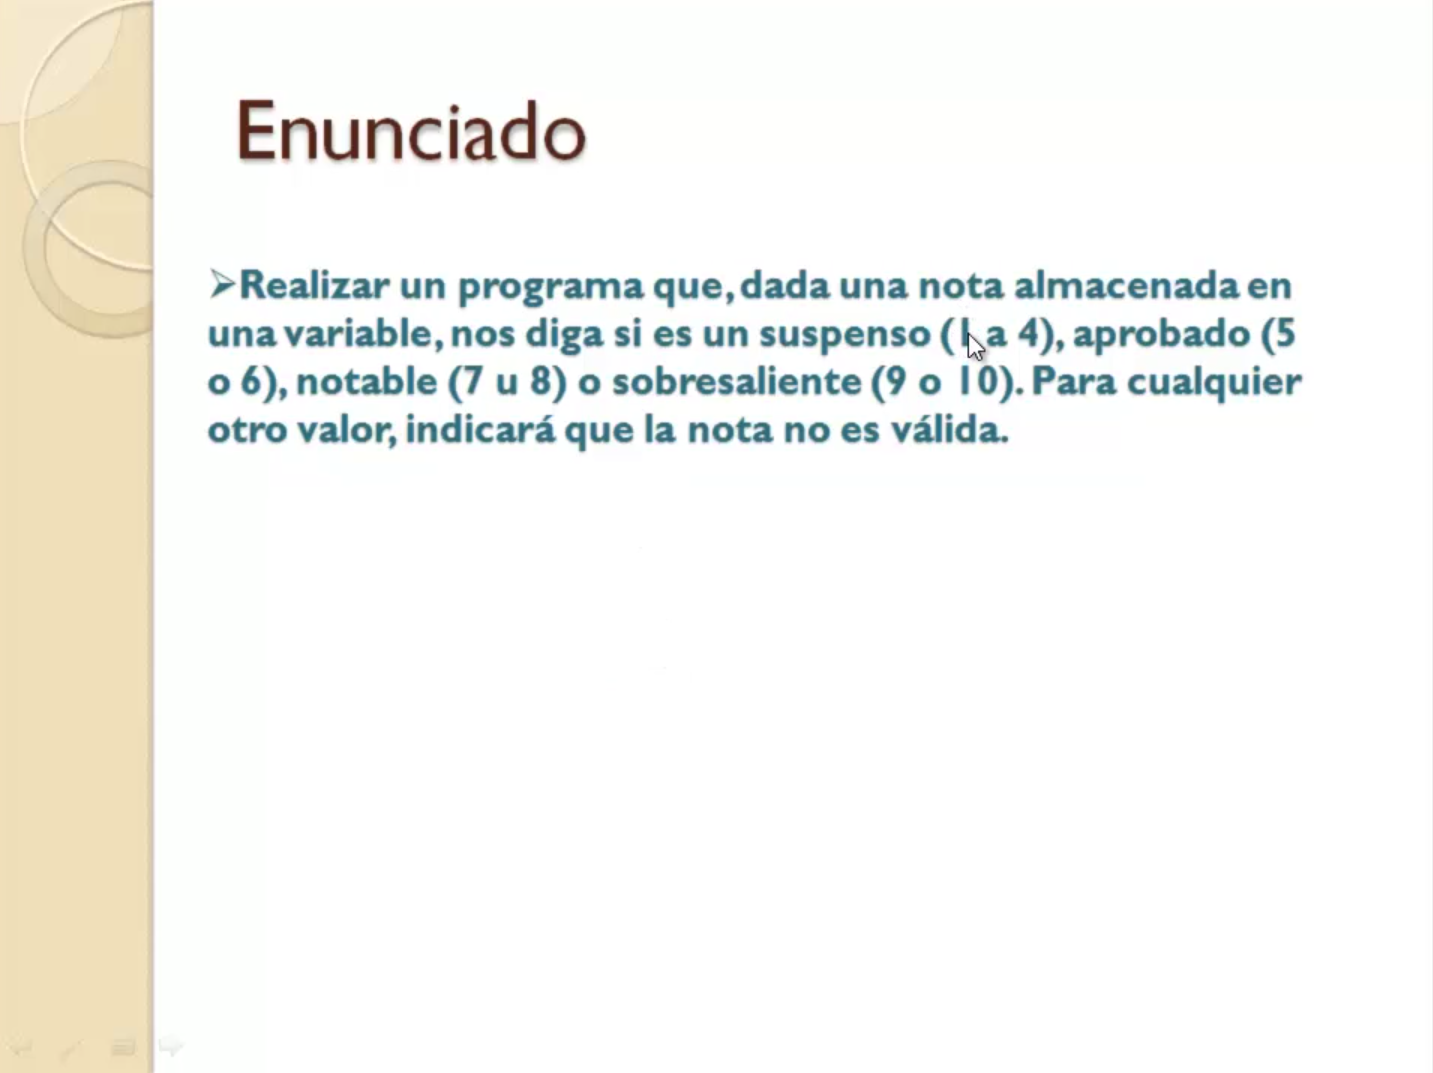 Enunciado
➢Realizar un programa que, dada una nota almacenada en
una variable, nos diga si es un suspenso (1 a 4), aprobado (5
o 6), notable (7 u 8) o sobresaliente (9 o 10). Para cualquier
otro valor, indicará que la nota no es válida.